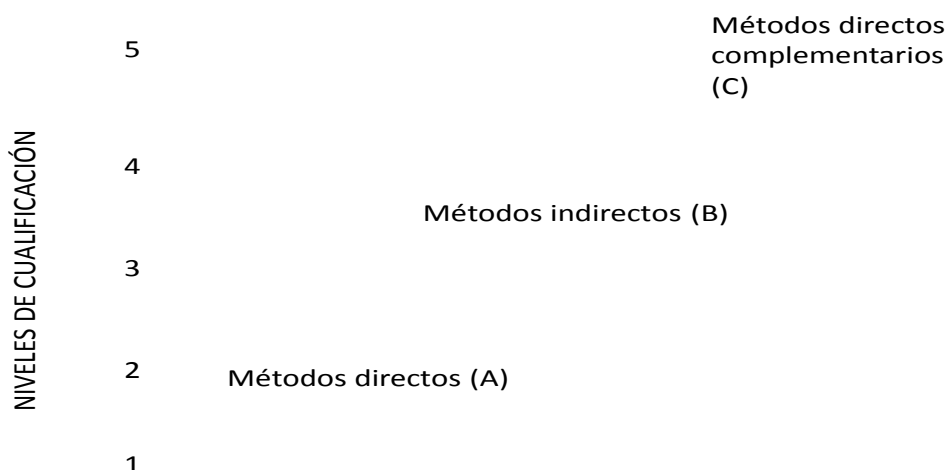 Métodos directos
complementarios
(C)
5
4
Métodos indirectos (B)
3
2
Métodos directos (A)
1
NIVELES DE CUALIFICACIÓN